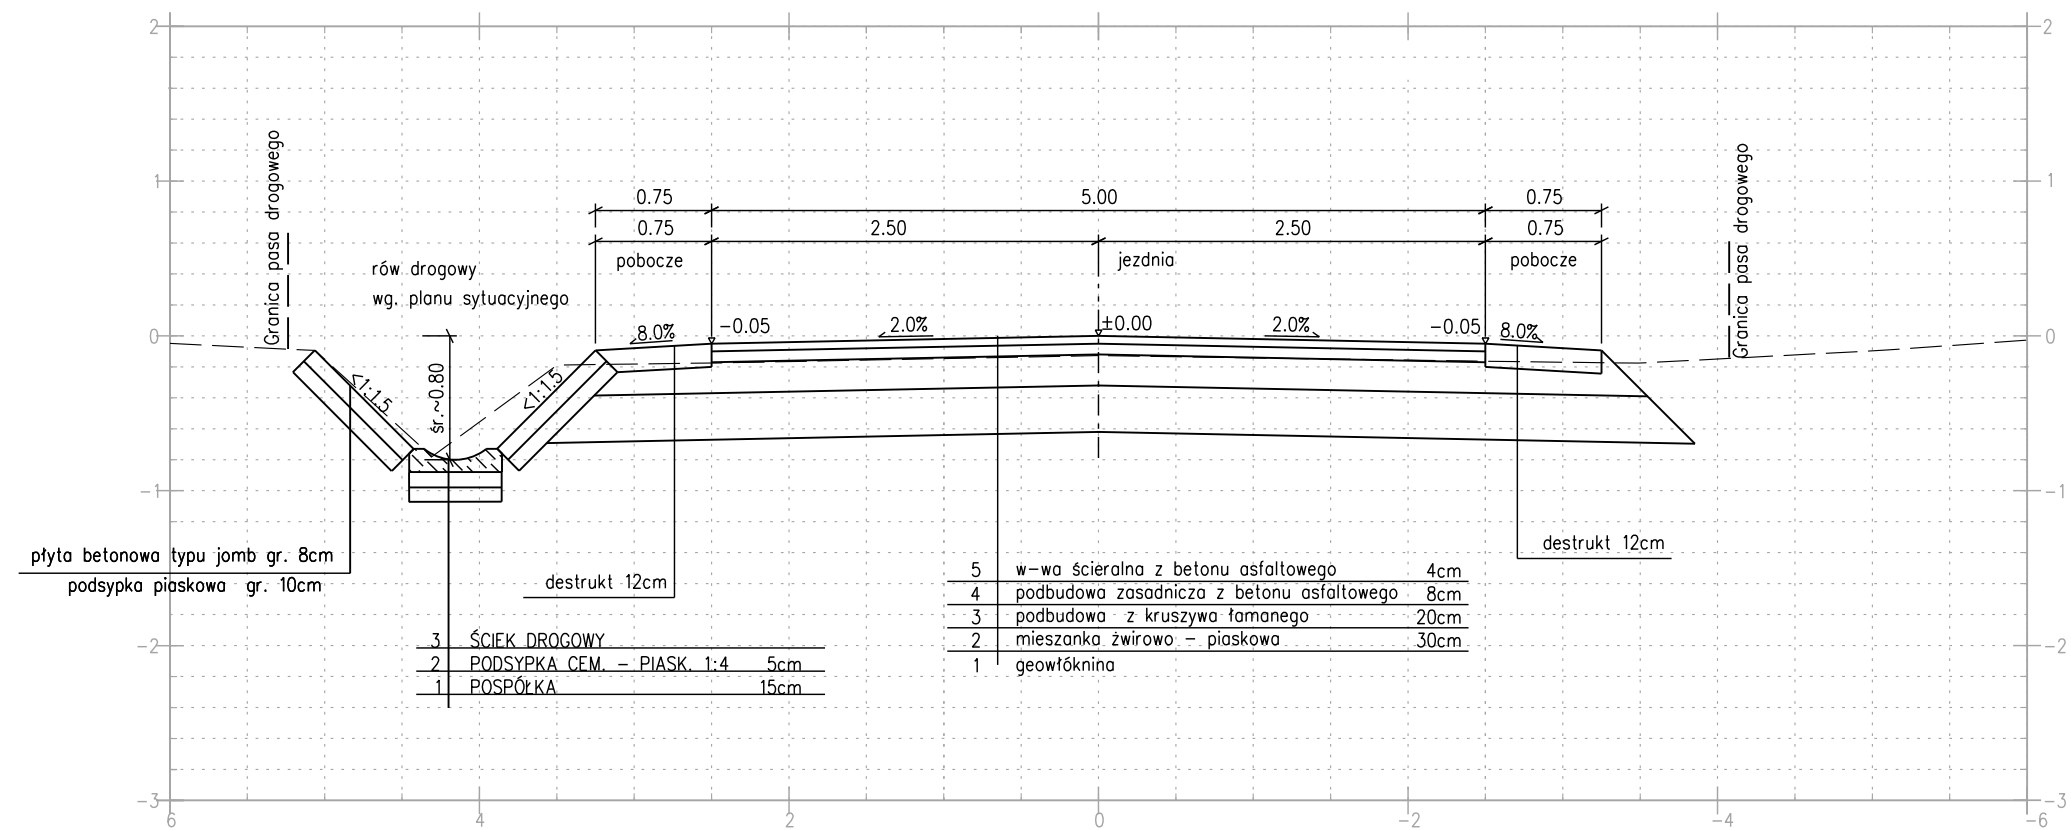 2
2
Granica pasa drogowego
Granica pasa drogowego
1
1
0.75
5.00
0.75
0.75
2.50
2.50
0.75
pobocze
jezdnia
pobocze
rów drogowy
wg. planu sytuacyjnego
0
8.0%
-0.05
2.0%
±0.00
2.0%
-0.05
8.0%
0
<1:1.5
śr.~0.80
<1:1.5
-1
-1
płyta betonowa typu jomb gr. 8cm
podsypka piaskowa gr. 10cm
destrukt 12cm
destrukt 12cm
5 w-wa ścieralna z betonu asfaltowego 4cm
4 podbudowa zasadnicza z betonu asfaltowego 8cm
3 podbudowa z kruszywa łamanego 20cm
2 mieszanka żwirowo - piaskowa 30cm
1 geowłóknina
3 ŚCIEK DROGOWY
2 PODSYPKA CEM. - PIASK. 1:4 5cm
1 POSPÓŁKA 15cm
-2
-2
-3
-3
6 4 2 0 -2 -4 -6